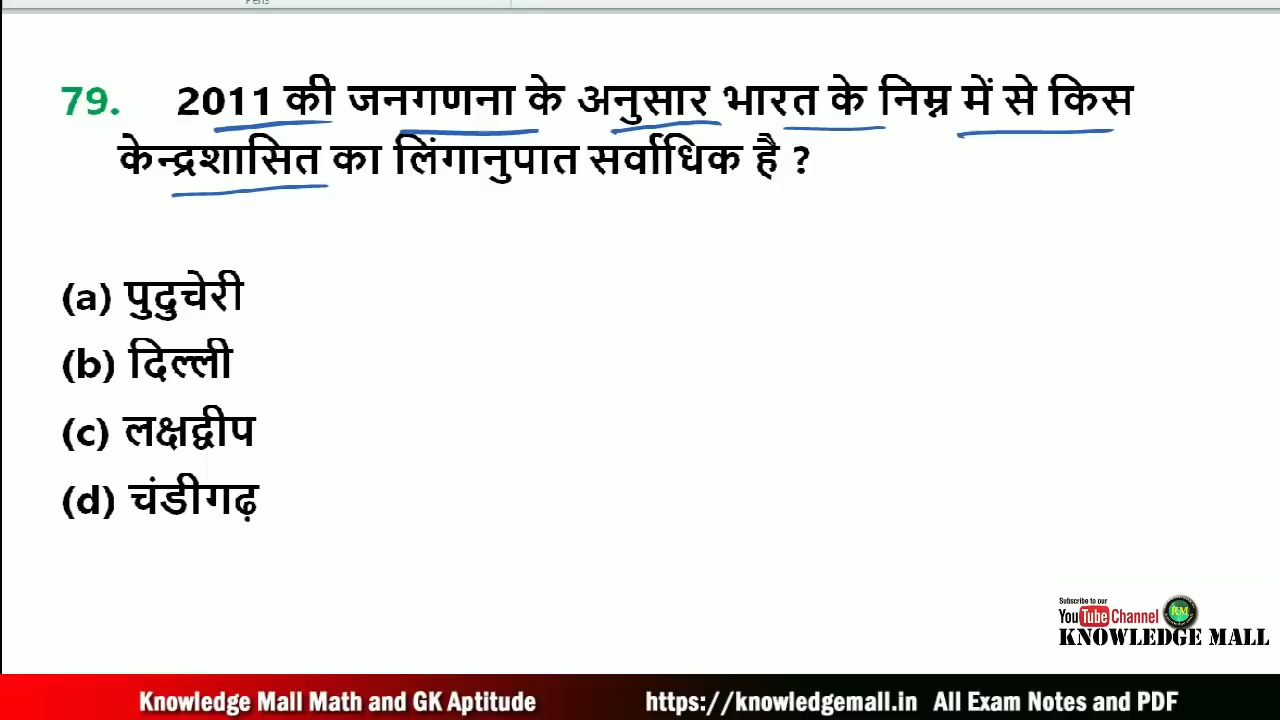 79. 2011 की जनगणना के अनुसार भारत के निम्न में से किस
केन्द्रशासित का लिंगानुपात सर्वाधिक है ?
(a) पुदुचेरी
(b) दिल्ली
(c) लक्षद्वीप
(d) चंडीगढ़
Subscribe to our
YouTube Channel
KM
KNOWLEDGE MALL
Knowledge Mall Math and GK Aptitude https://knowledgemall.in All Exam Notes and PDF